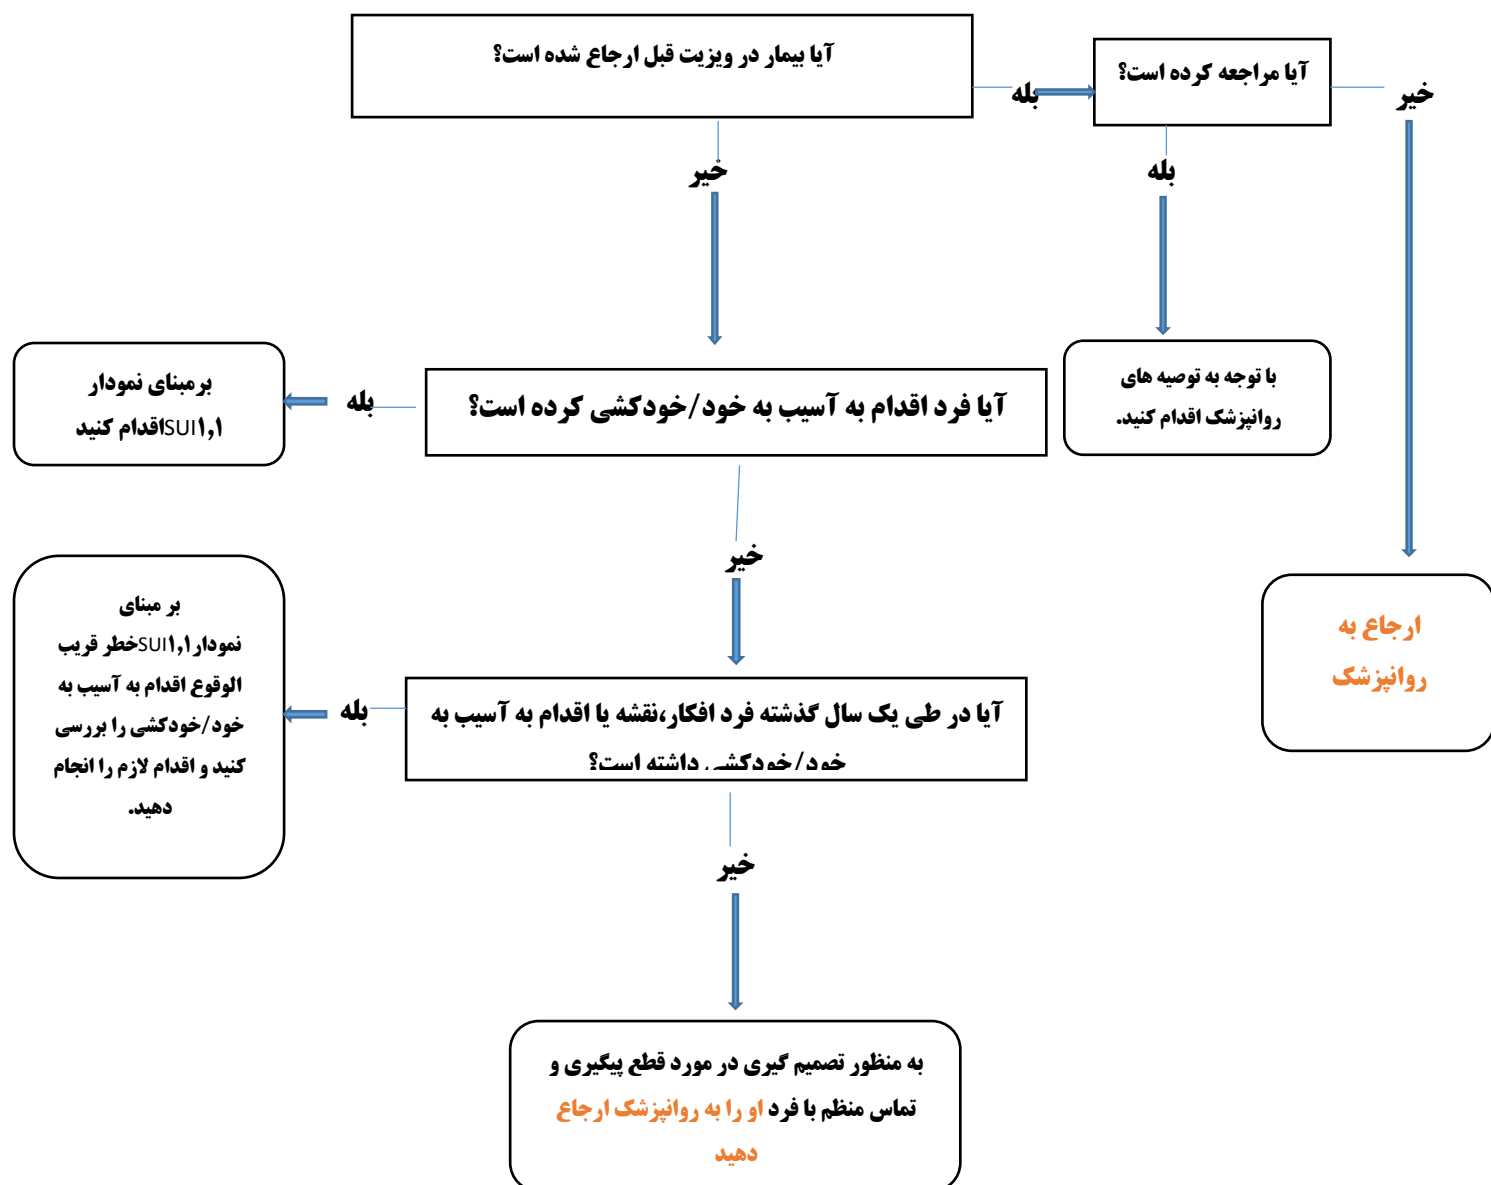 آیا بیمار در ویزیت قبل ارجاع شده است؟
آیا مراجعه کرده است؟
بله
خیر
خیر
بله
با توجه به توصیه های
روانپزشک اقدام کنید.
آیا فرد اقدام به آسیب به خود/خودکشی کرده است؟
بله
برمبنای نمودار
SUI۱,۱اقدام کنید
خیر
ارجاع به
روانپزشک
آیا در طی یک سال گذشته فرد افکار،نقشه یا اقدام به آسیب به
خود/خودکشی داشته است؟
بله
بر مبنای
نمودارSUI۱,۱خطر قریب
الوقوع اقدام به آسیب به
خود/خودکشی را بررسی
کنید و اقدام لازم را انجام
دهید.
خیر
به منظور تصمیم گیری در مورد قطع پیگیری و
تماس منظم با فرد او را به روانپزشک ارجاع
دهید